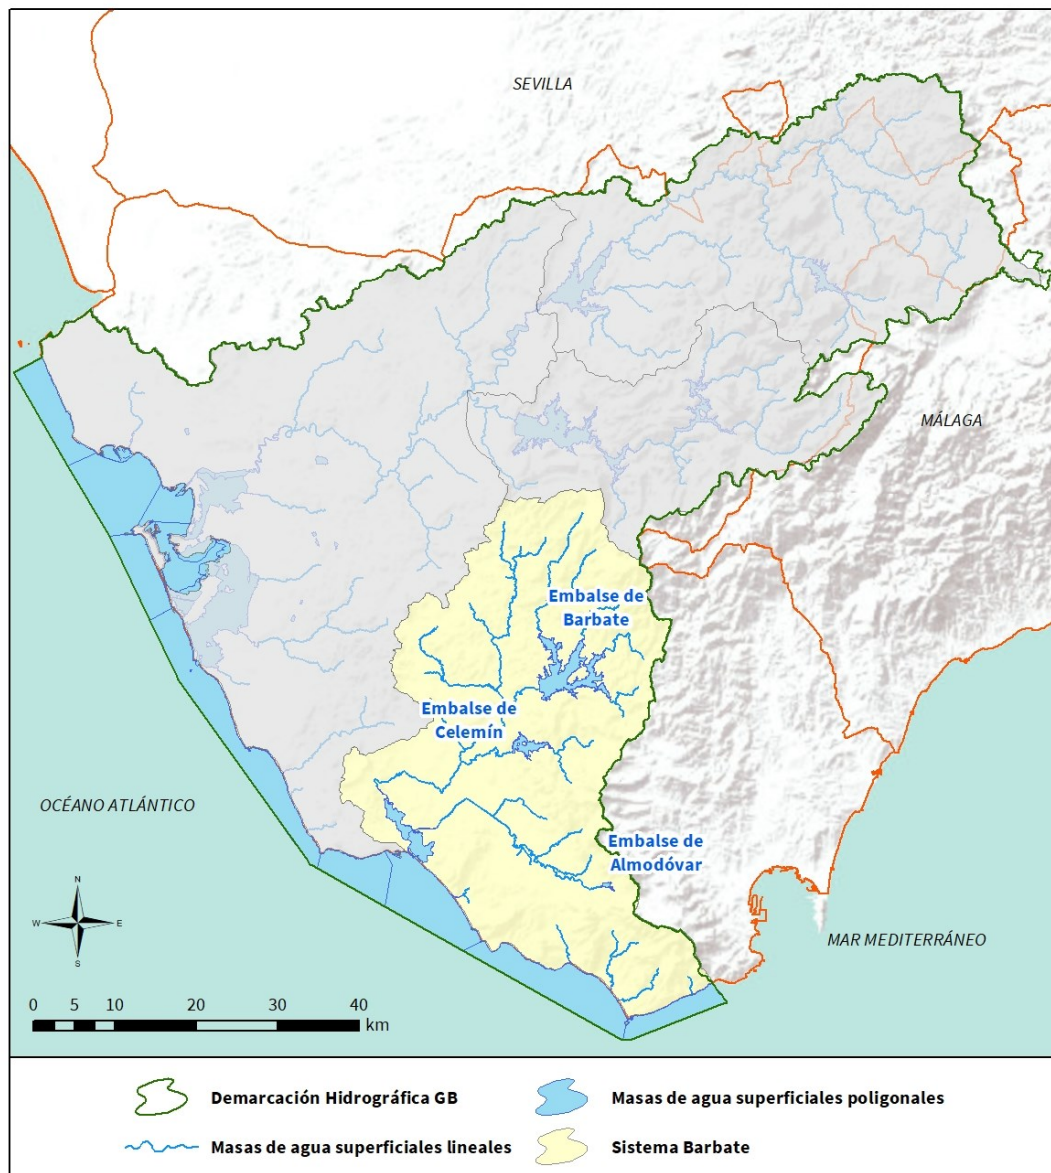 SEVILLA
MÁLAGA
Embalse de
Barbate
Embalse de
Celemín
OCÉANO ATLÁNTICO
Embalse de
Almodóvar
N
W E
S
MAR MEDITERRÁNEO
0 5 10 20 30 40
km
Demarcación Hidrográfica GB
Masas de agua superficiales poligonales
Masas de agua superficiales lineales
Sistema Barbate